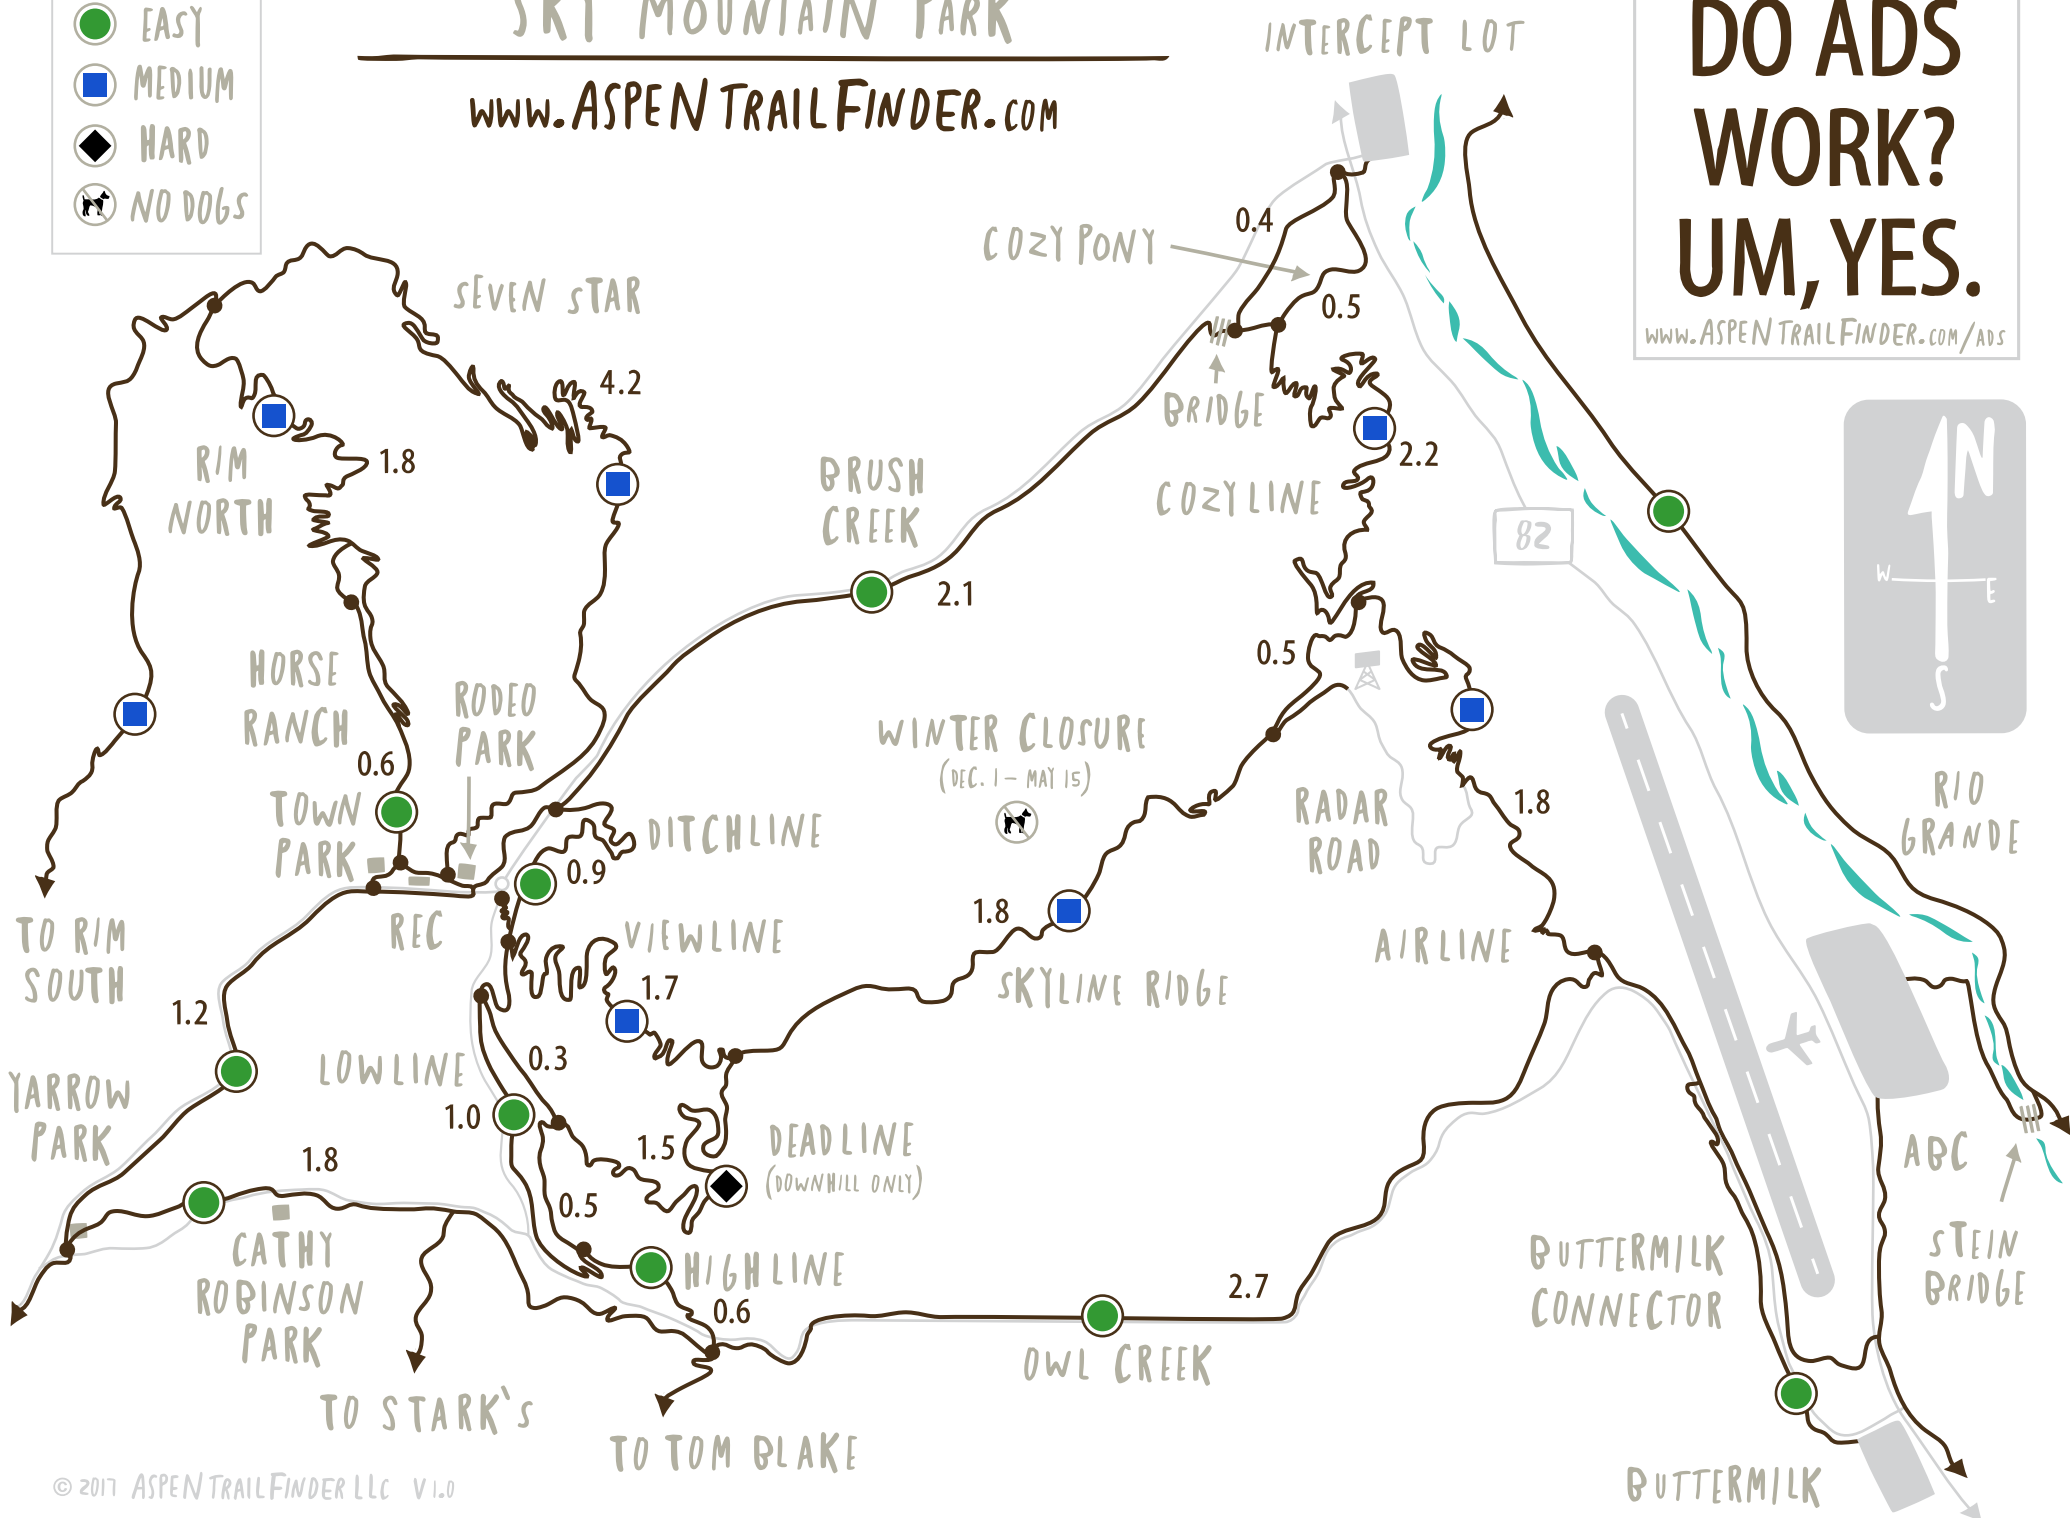 EASY
MEDIUM
HARD
NO DOGS
SKY MOUNTAIN PARK
www.ASPENTRAILFINDER.COM
INTERCEPT LOT
DO ADS
WORK?
UM, YES.
www.ASPENTRAILFINDER.COM/ADS
0.4
COZY PONY
0.5
BRIDGE
SEVEN STAR
4.2
RIM
NORTH
1.8
BRUSH
CREEK
2.1
2.2
COZYLINE
82
N
W
E
S
HORSE
RANCH
0.6
RODEO
PARK
TOWN
PARK
REC
DITCHLINE
0.9
WINTER CLOSURE
(DEC. 1 - MAY 15)
0.5
RADAR
ROAD
1.8
RIO
GRANDE
TO RIM
SOUTH
1.2
VIEWLINE
1.7
1.8
SKYLINE RIDGE
AIRLINE
YARROW
PARK
LOWLINE
0.3
1.0
1.5
DEADLINE
(DOWNHILL ONLY)
ABC
STEIN
BRIDGE
1.8
0.5
CATHY
ROBINSON
PARK
HIGHLINE
0.6
2.7
OWL CREEK
BUTTERMILK
CONNECTOR
TO STARK'S
TO TOM BLAKE
BUTTERMILK
© 2017 ASPENTRAILFINDER LLC V 1.0